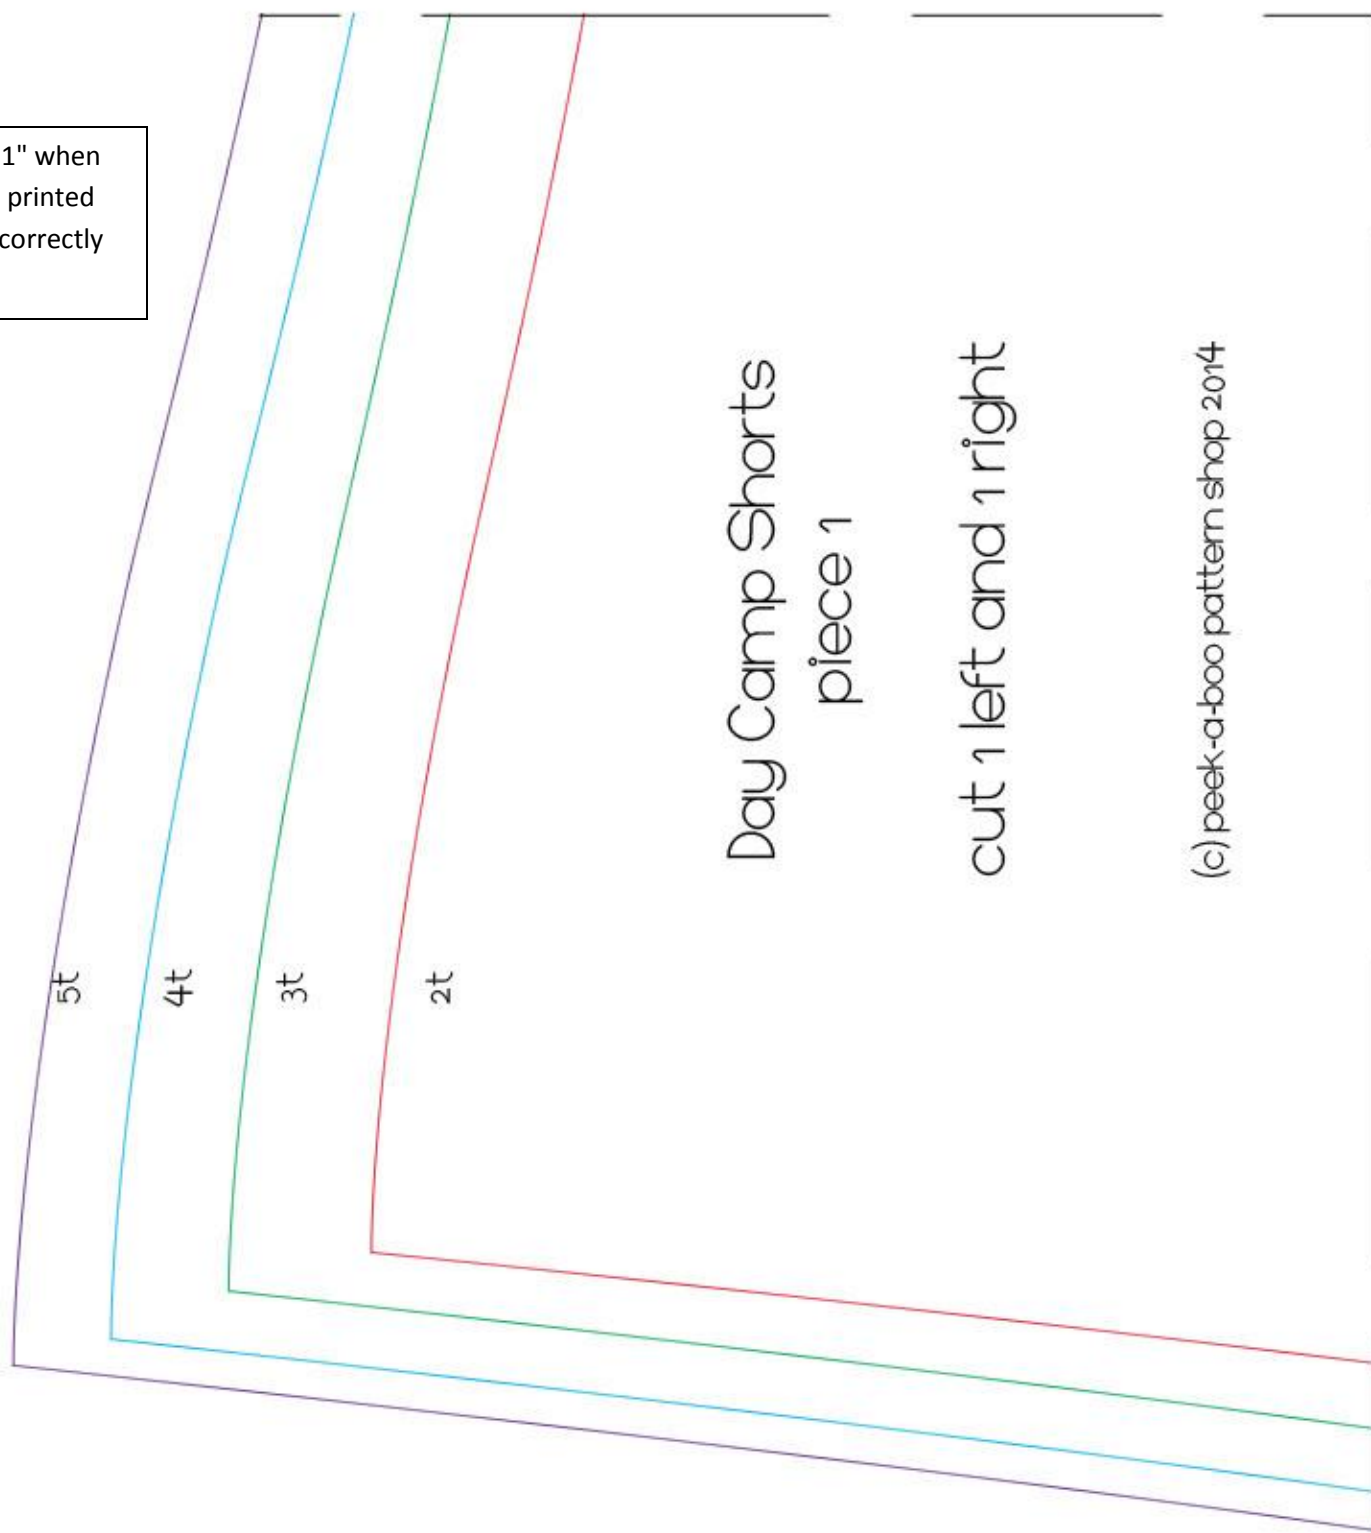 1" when
printed
correctly
Day Camp Shorts
piece 1
cut 1 left and 1 right
(c) peek-a-boo pattern shop 2014
5t
4t
3t
2t